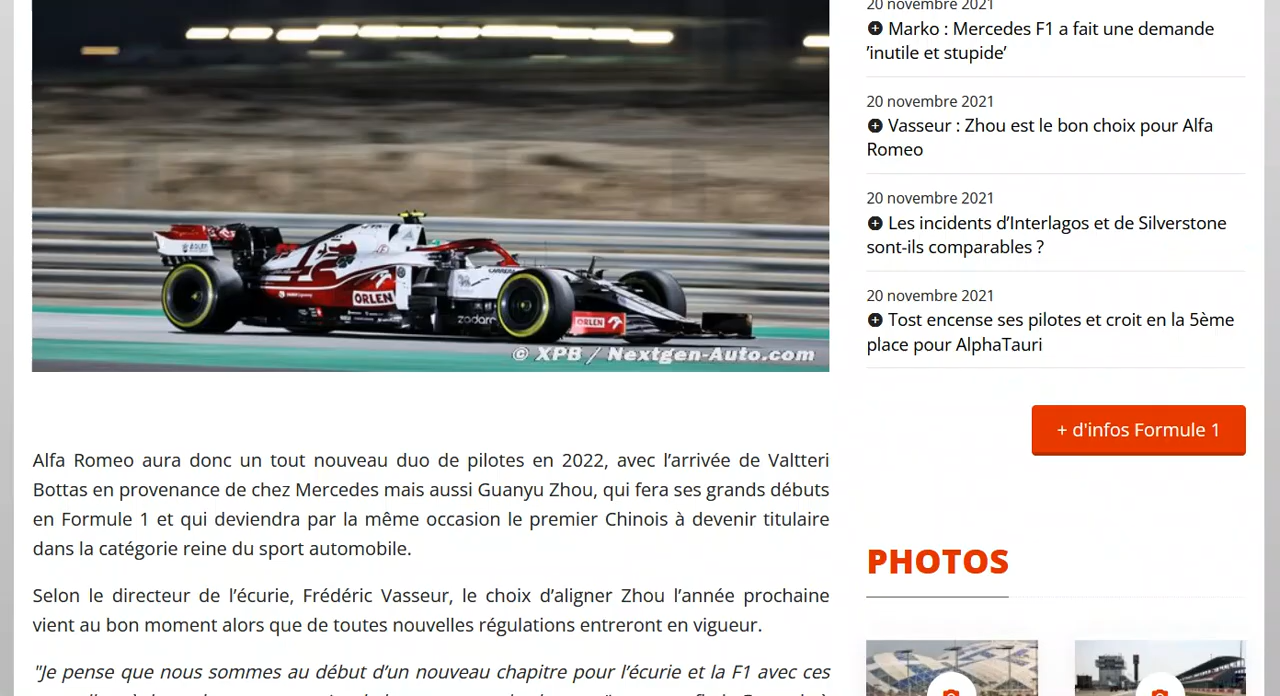 ORLEN
zadara
ORLEN
© XPB / Nextgen-Auto.com
Alfa Romeo aura donc un tout nouveau duo de pilotes en 2022, avec l’arrivée de Valtteri
Bottas en provenance de chez Mercedes mais aussi Guanyu Zhou, qui fera ses grands débuts
en Formule 1 et qui deviendra par la même occasion le premier Chinois à devenir titulaire
dans la catégorie reine du sport automobile.
Selon le directeur de l’écurie, Frédéric Vasseur, le choix d’aligner Zhou l’année prochaine
vient au bon moment alors que de toutes nouvelles régulations entreront en vigueur.
"Je pense que nous sommes au début d’un nouveau chapitre pour l’écurie et la F1 avec ces
20 novembre 2021
Marko : Mercedes F1 a fait une demande
’inutile et stupide’
20 novembre 2021
Vasseur : Zhou est le bon choix pour Alfa
Romeo
20 novembre 2021
Les incidents d’Interlagos et de Silverstone
sont-ils comparables ?
20 novembre 2021
Tost encense ses pilotes et croit en la 5ème
place pour AlphaTauri
+ d'infos Formule 1
PHOTOS